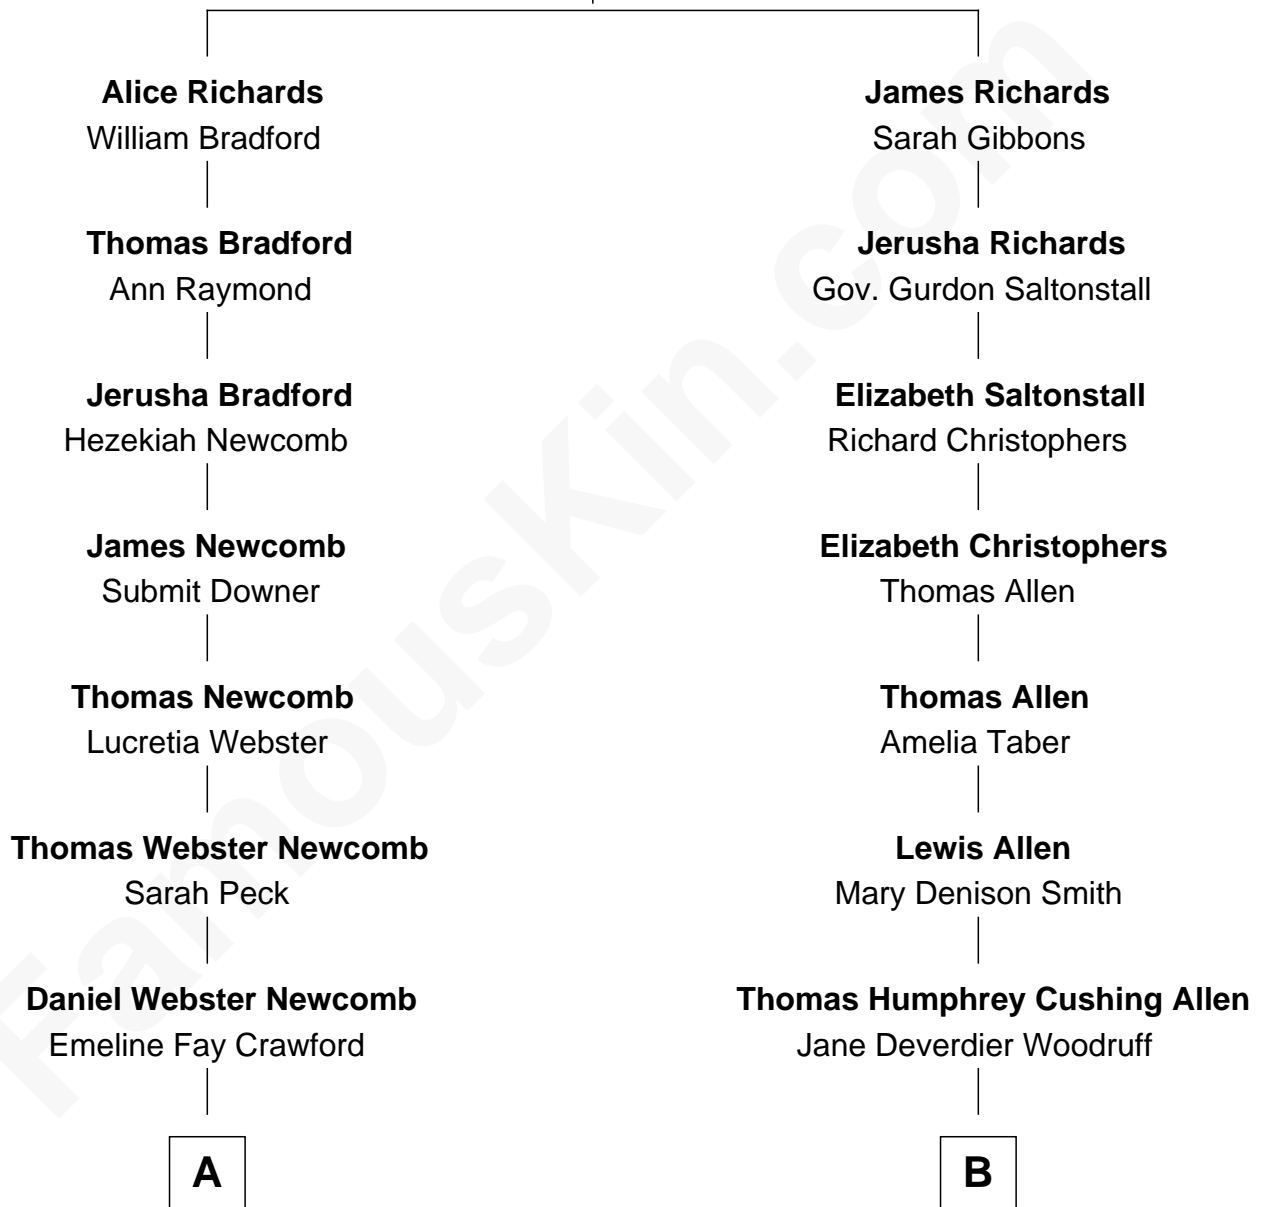 Alice Richards
William Bradford
Thomas Bradford
Ann Raymond
Jerusha Bradford
Hezekiah Newcomb
James Newcomb
Submit Downer
Thomas Newcomb
Lucretia Webster
Thomas Webster Newcomb
Sarah Peck
Daniel Webster Newcomb
Emeline Fay Crawford
A
James Richards
Sarah Gibbons
Jerusha Richards
Gov. Gurdon Saltonstall
Elizabeth Saltonstall
Richard Christophers
Elizabeth Christophers
Thomas Allen
Thomas Allen
Amelia Taber
Lewis Allen
Mary Denison Smith
Thomas Humphrey Cushing Allen
Jane Deverdier Woodruff
B
FamousKin.com